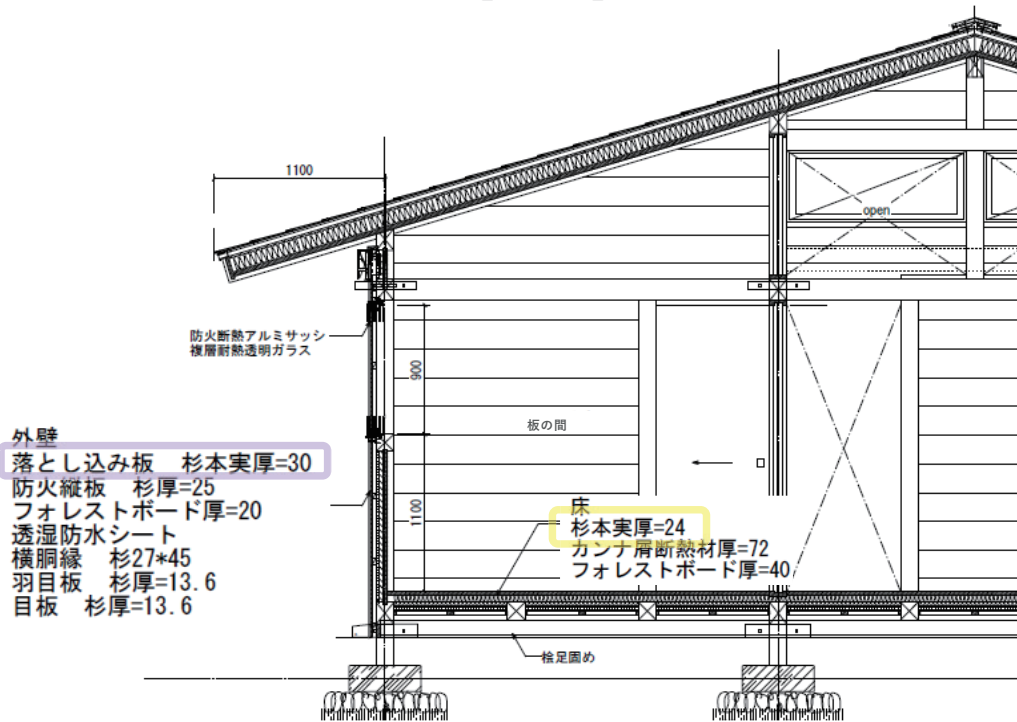 1100
open
防火断熱アルミサッシ
複層耐熱透明ガラス
900
板の間
外壁
落とし込み板　杉本実厚=30
防火縦板　杉厚=25
フォレストボード厚=20
透湿防水シート
横胴縁　杉27*45
羽目板　杉厚=13.6
目板　杉厚=13.6
1100
床
杉本実厚=24
カンナ屑断熱材厚=72
フォレストボード厚=40
桧足固め